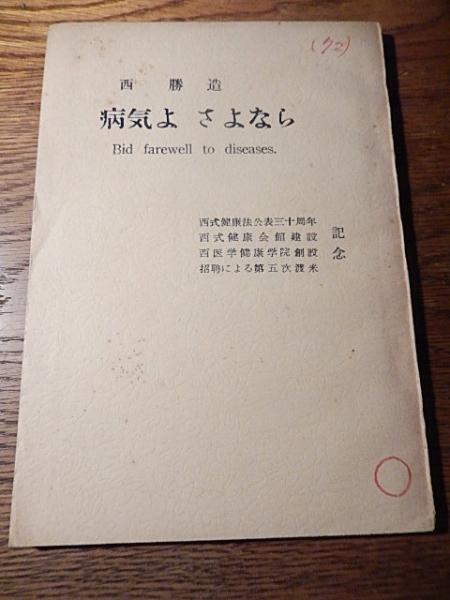 (72)
西勝造
病気よ さよなら
Bid farewell to diseases.
西式健康法公表三十周年
西式健康会館建設
西医学健康学院創設
招聘による第五次渡米
記念